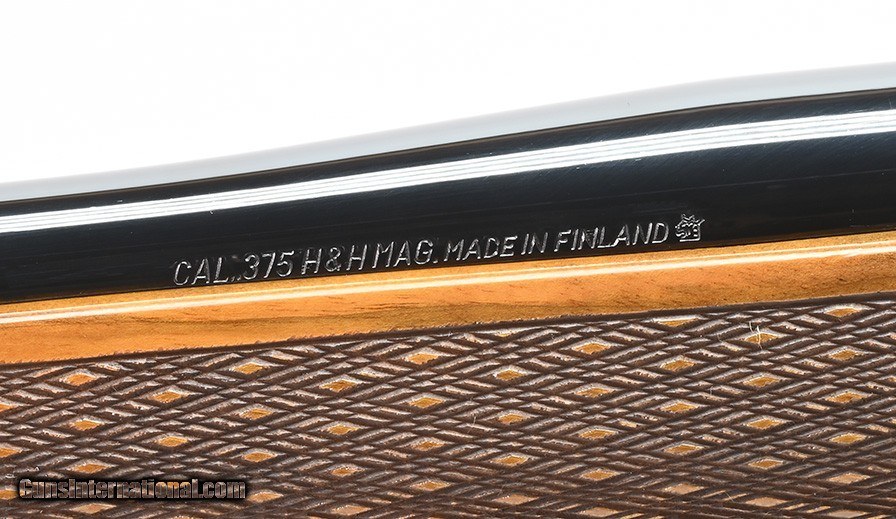 CAL. .375 H & H MAG. MADE IN FINLAND
GunsInternational.com